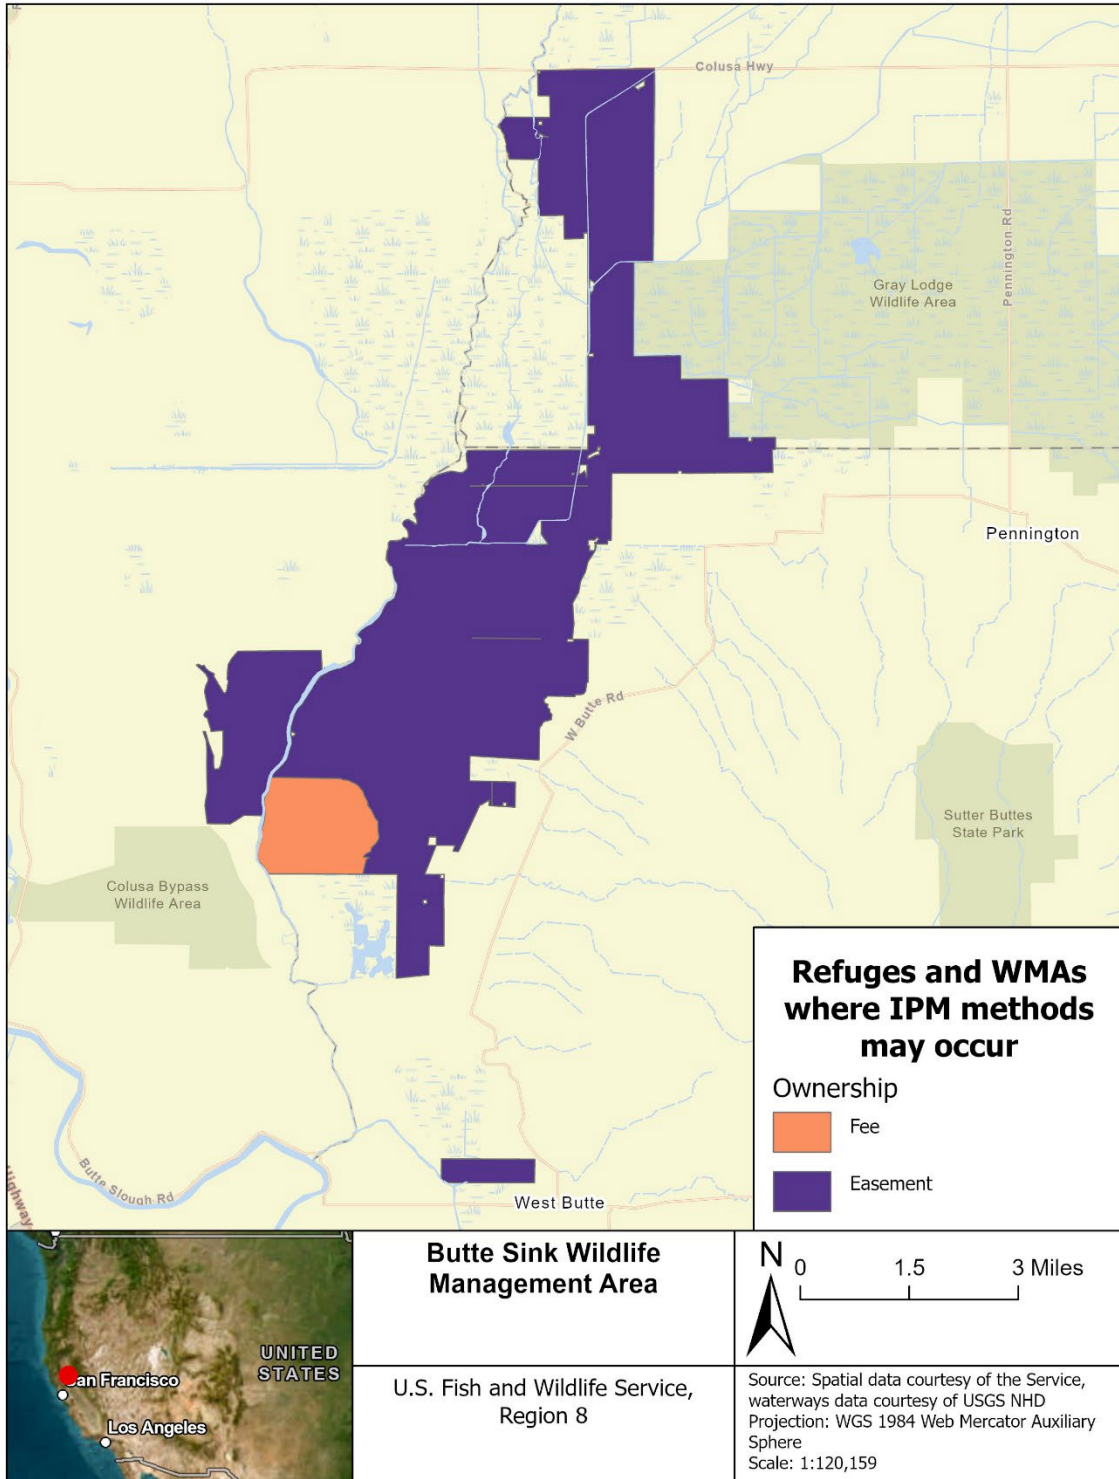 Colusa Hwy
Pennington Rd
Gray Lodge
Wildlife Area
Pennington
W Butte Rd
Sutter Buttes
State Park
Colusa Bypass
Wildlife Area
Butte Slough Rd
Highway
West Butte
Refuges and WMAs
where IPM methods
may occur
Ownership
Fee
Easement
UNITED
STATES
San Francisco
Los Angeles
Butte Sink Wildlife
Management Area
U.S. Fish and Wildlife Service,
Region 8
N
0 1.5 3 Miles
Source: Spatial data courtesy of the Service,
waterways data courtesy of USGS NHD
Projection: WGS 1984 Web Mercator Auxiliary
Sphere
Scale: 1:120,159